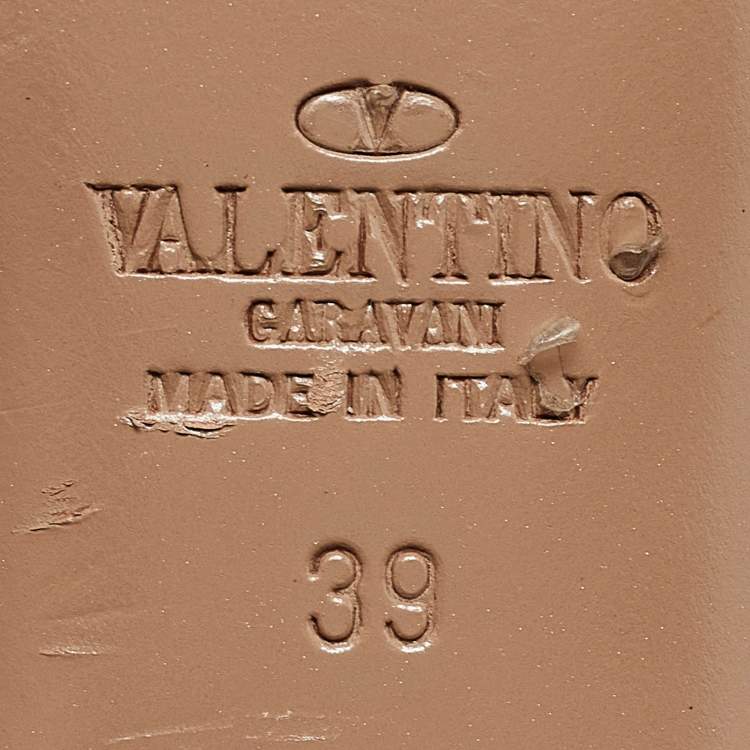 V
VALENTINO
GARAVANI
MADE IN ITALY
39